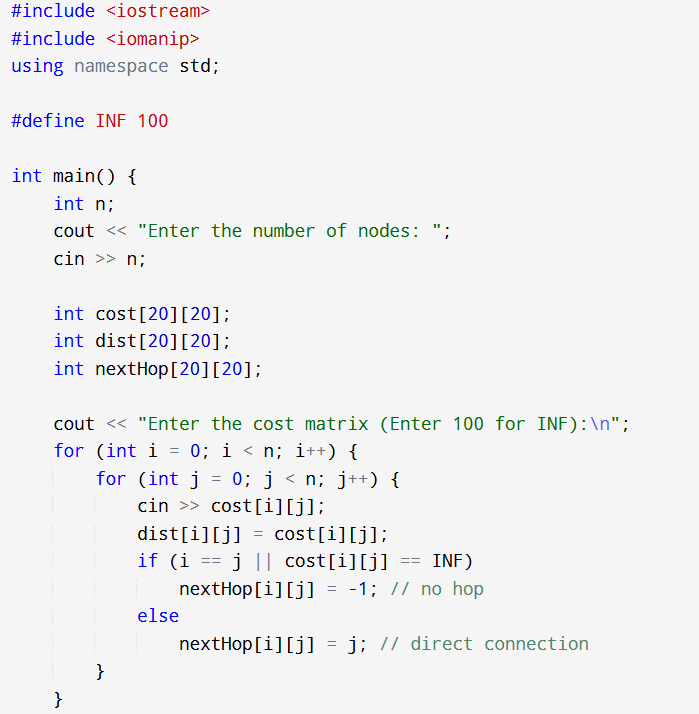 #include <iostream>
#include <iomanip>
using namespace std;

#define INF 100

int main() {
    int n;
    cout << "Enter the number of nodes: ";
    cin >> n;

    int cost[20][20];
    int dist[20][20];
    int nextHop[20][20];

    cout << "Enter the cost matrix (Enter 100 for INF):\n";
    for (int i = 0; i < n; i++) {
        for (int j = 0; j < n; j++) {
            cin >> cost[i][j];
            dist[i][j] = cost[i][j];
            if (i == j || cost[i][j] == INF)
                nextHop[i][j] = -1; // no hop
            else
                nextHop[i][j] = j; // direct connection
        }
    }